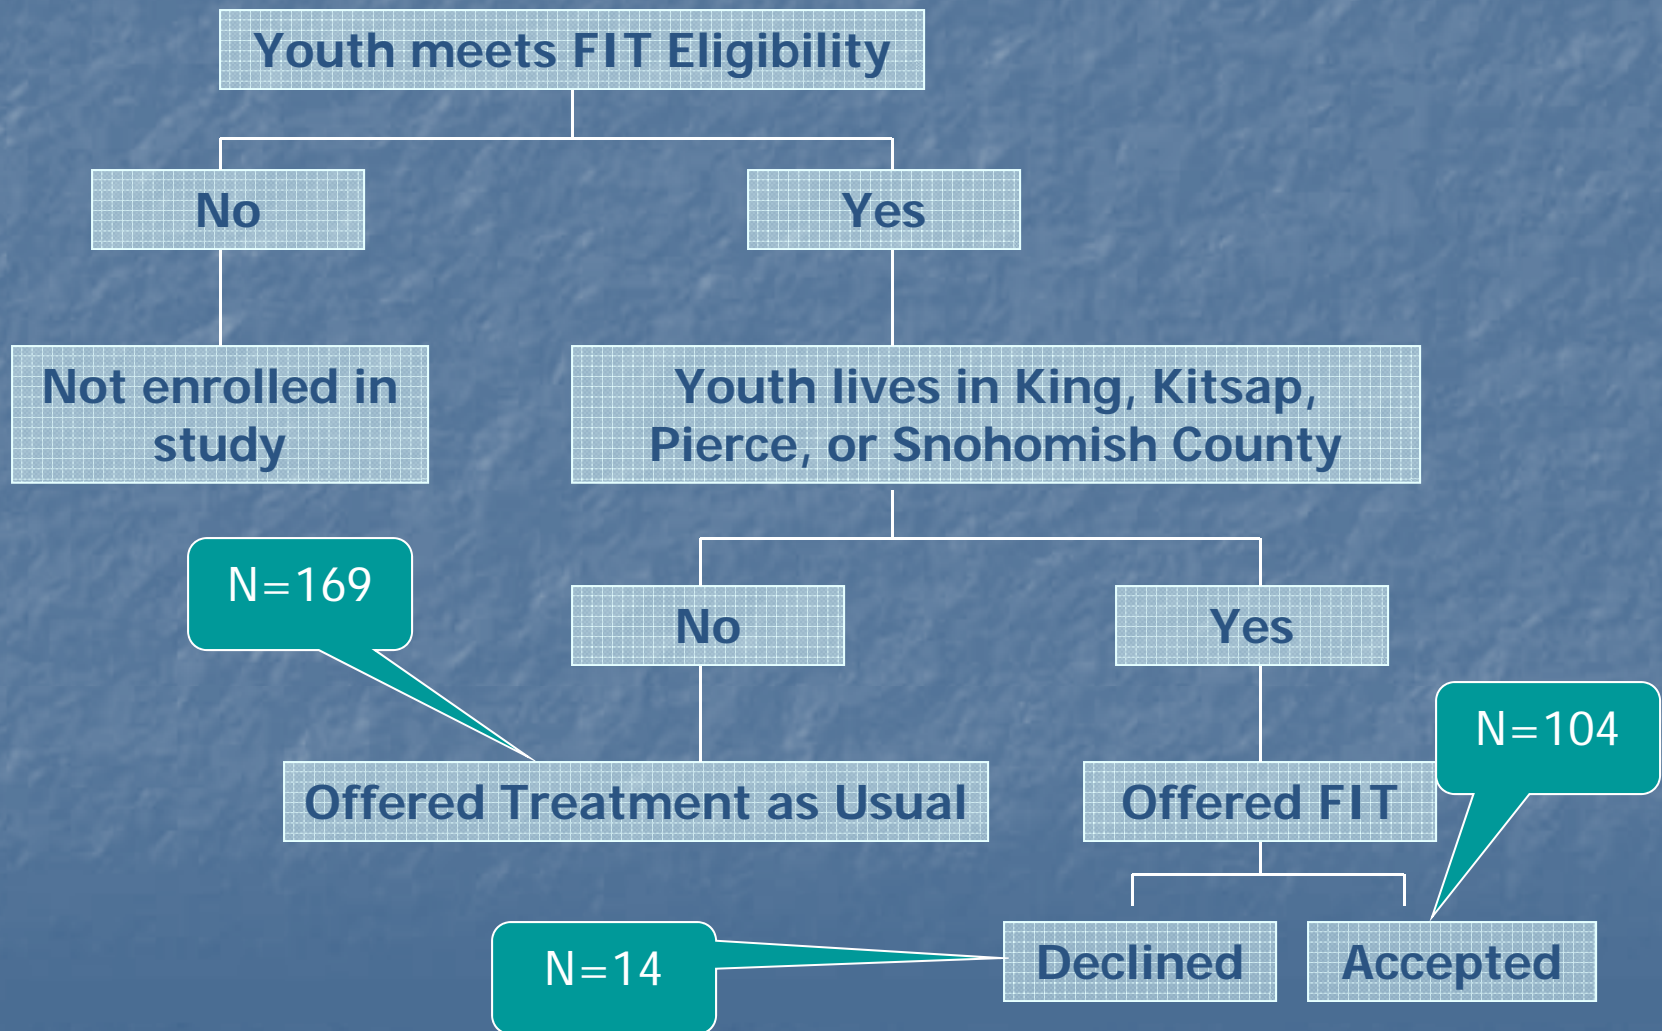 Youth meets FIT Eligibility
No
Yes
Not enrolled in
study
Youth lives in King, Kitsap,
Pierce, or Snohomish County
N=169
No
Yes
N=104
Offered Treatment as Usual
Offered FIT
N=14
Declined
Accepted